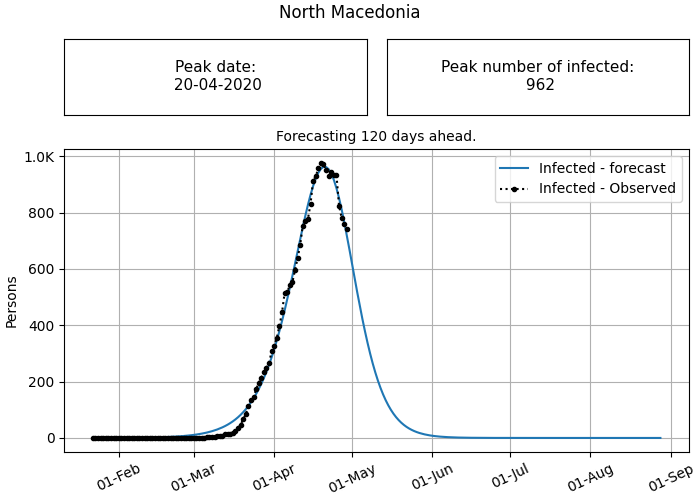 North Macedonia
Peak date:
20-04-2020
Peak number of infected:
962
Forecasting 120 days ahead.
Infected - forecast
Infected - Observed
Persons
1.0K
800
600
400
200
0
01-Feb
01-Mar
01-Apr
01-May
01-Jun
01-Jul
01-Aug
01-Sep